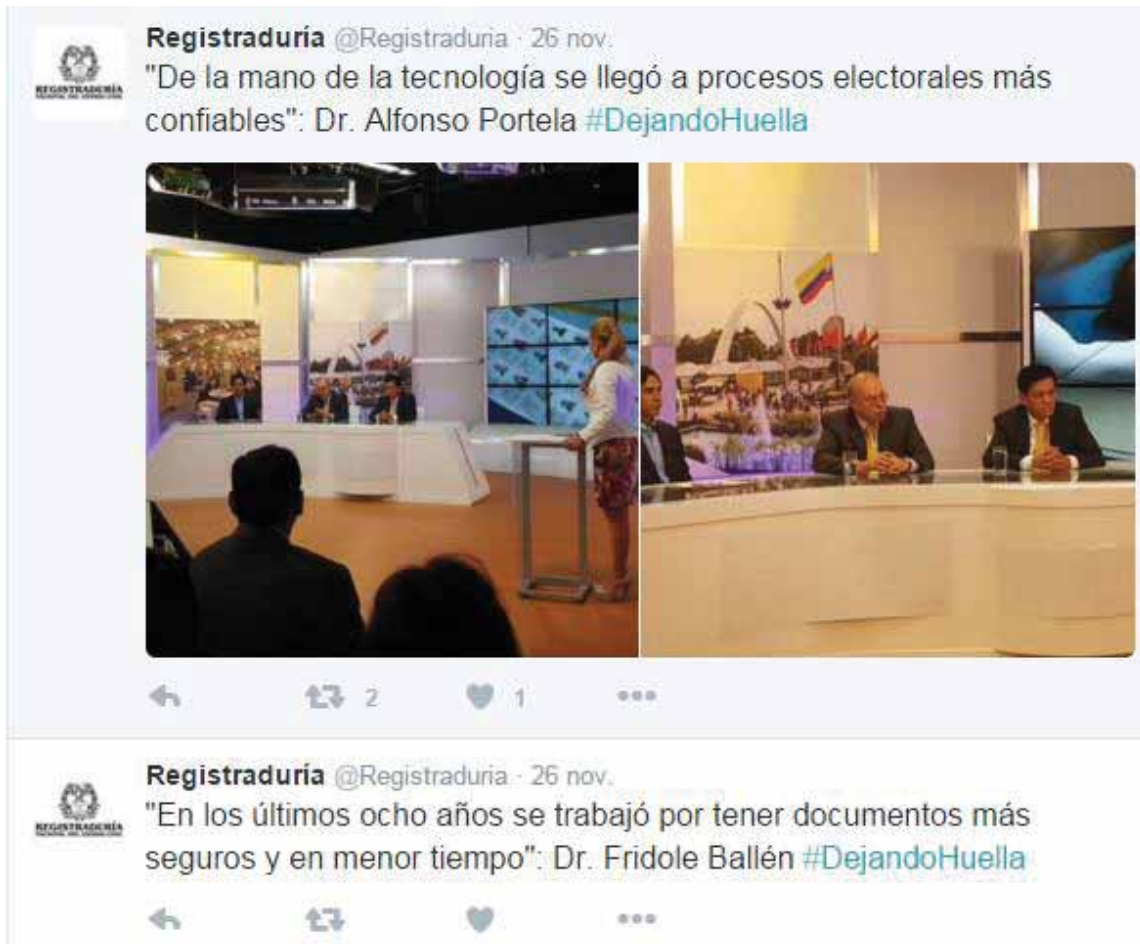 Registraduría @Registraduria · 26 nov.
"De la mano de la tecnología se llegó a procesos electorales más
confiables": Dr. Alfonso Portela #DejandoHuella
REGISTRADURÍA
2
1
Registraduría @Registraduria · 26 nov.
"En los últimos ocho años se trabajó por tener documentos más
seguros y en menor tiempo": Dr. Fridole Ballén #DejandoHuella
REGISTRADURÍA